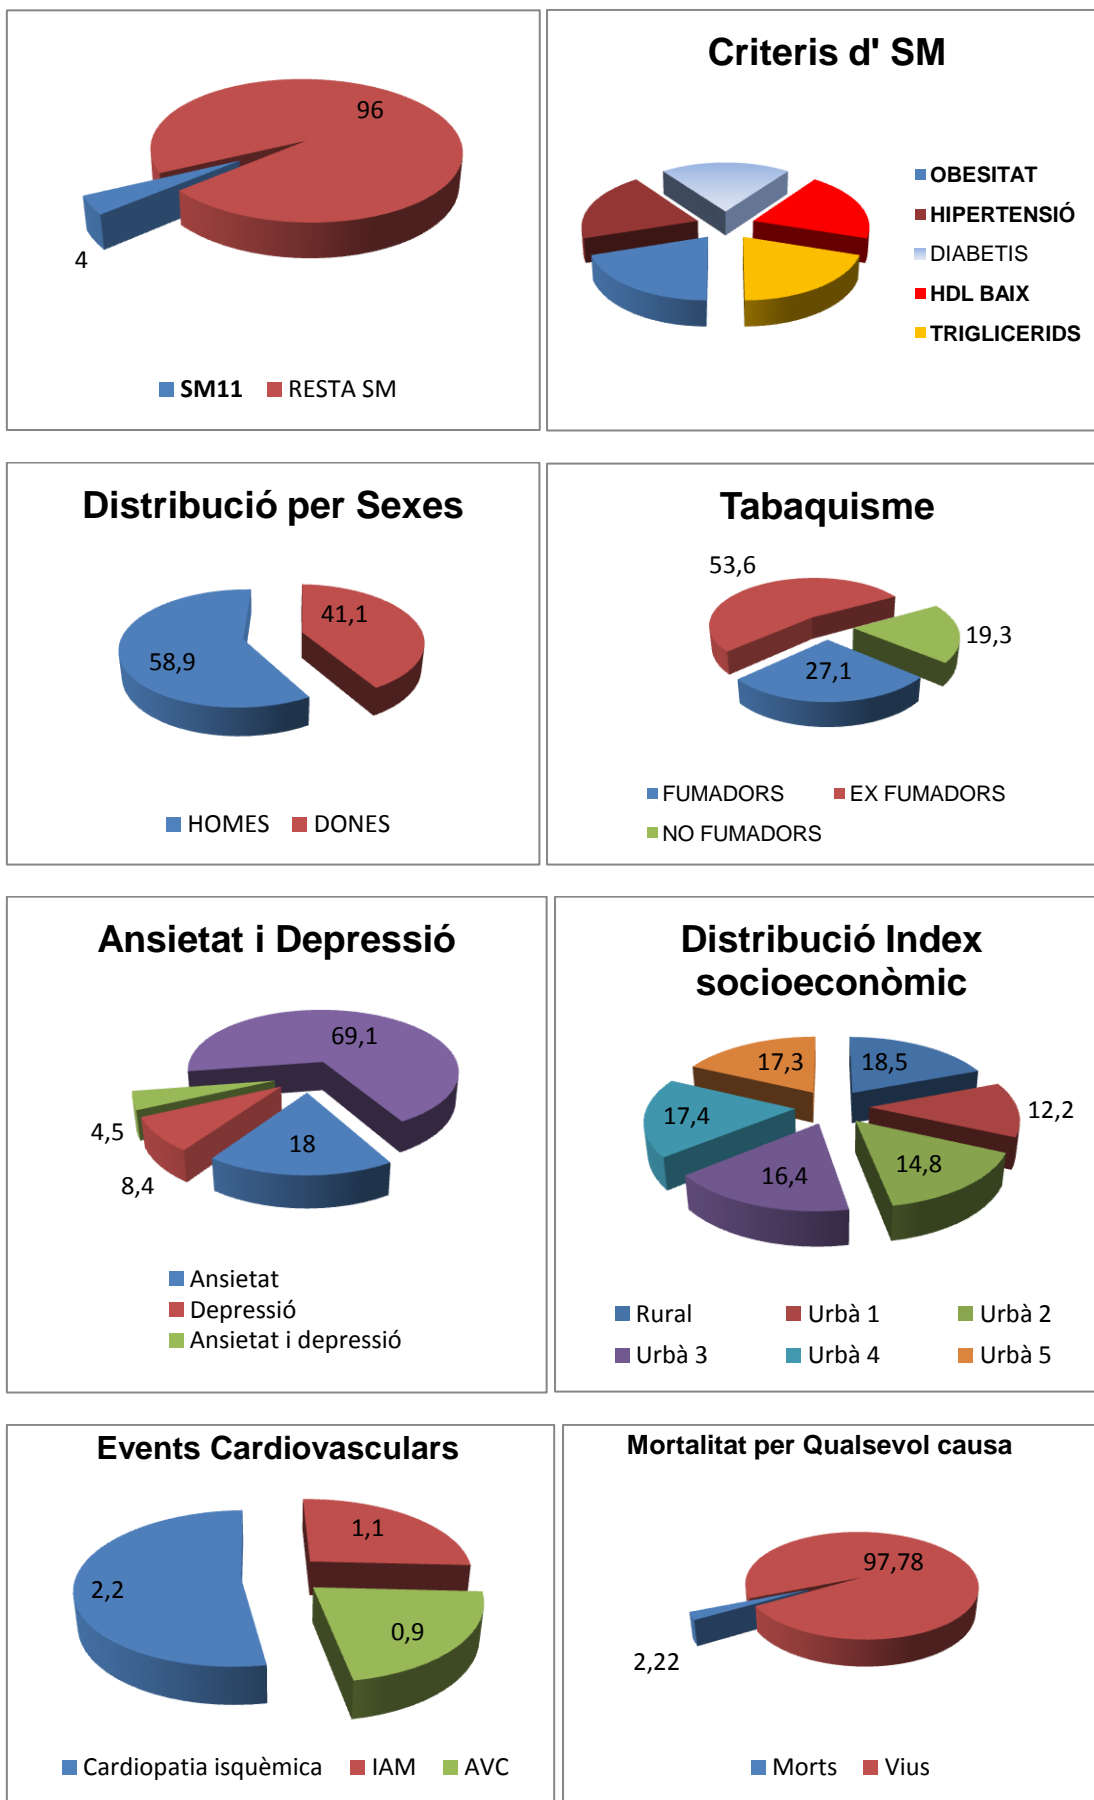 96
4
SM11
RESTA SM
Criteris d' SM
OBESITAT
HIPERTENSIÓ
DIABETIS
HDL BAIX
TRIGLICERIDS
Distribució per Sexes
41,1
58,9
HOMES
DONES
Tabaquisme
53,6
19,3
27,1
FUMADORS
EX FUMADORS
NO FUMADORS
Ansietat i Depressió
69,1
4,5
18
8,4
Ansietat
Depressió
Ansietat i depressió
Distribució Index
socioeconòmic
17,3
18,5
12,2
17,4
14,8
16,4
Rural
Urbà 1
Urbà 2
Urbà 3
Urbà 4
Urbà 5
Events Cardiovasculars
1,1
2,2
0,9
Cardiopatia isquèmica
IAM
AVC
Mortalitat per Qualsevol causa
97,78
2,22
Morts
Vius